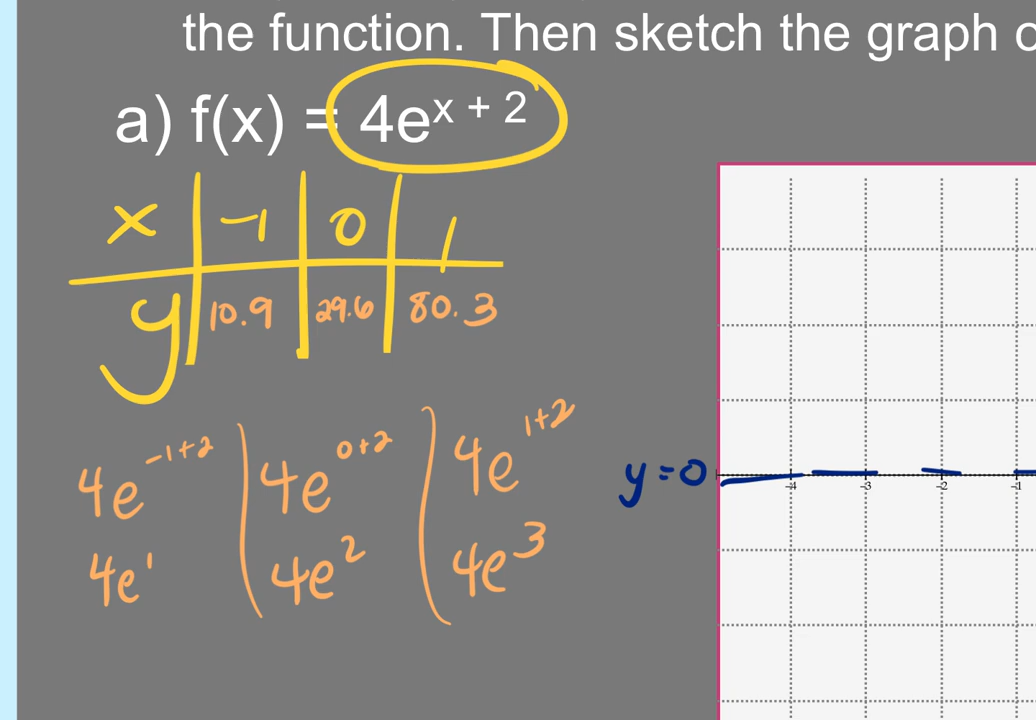 the function. Then sketch the graph
a) f(x) = 4e^(x + 2)
x | -1 | 0 | 1
y | 10.9 | 29.6 | 80.3
4e^(-1+2) | 4e^(0+2) | 4e^(1+2)
4e^1 | 4e^2 | 4e^3
y=0
-4 -3 -2 -1